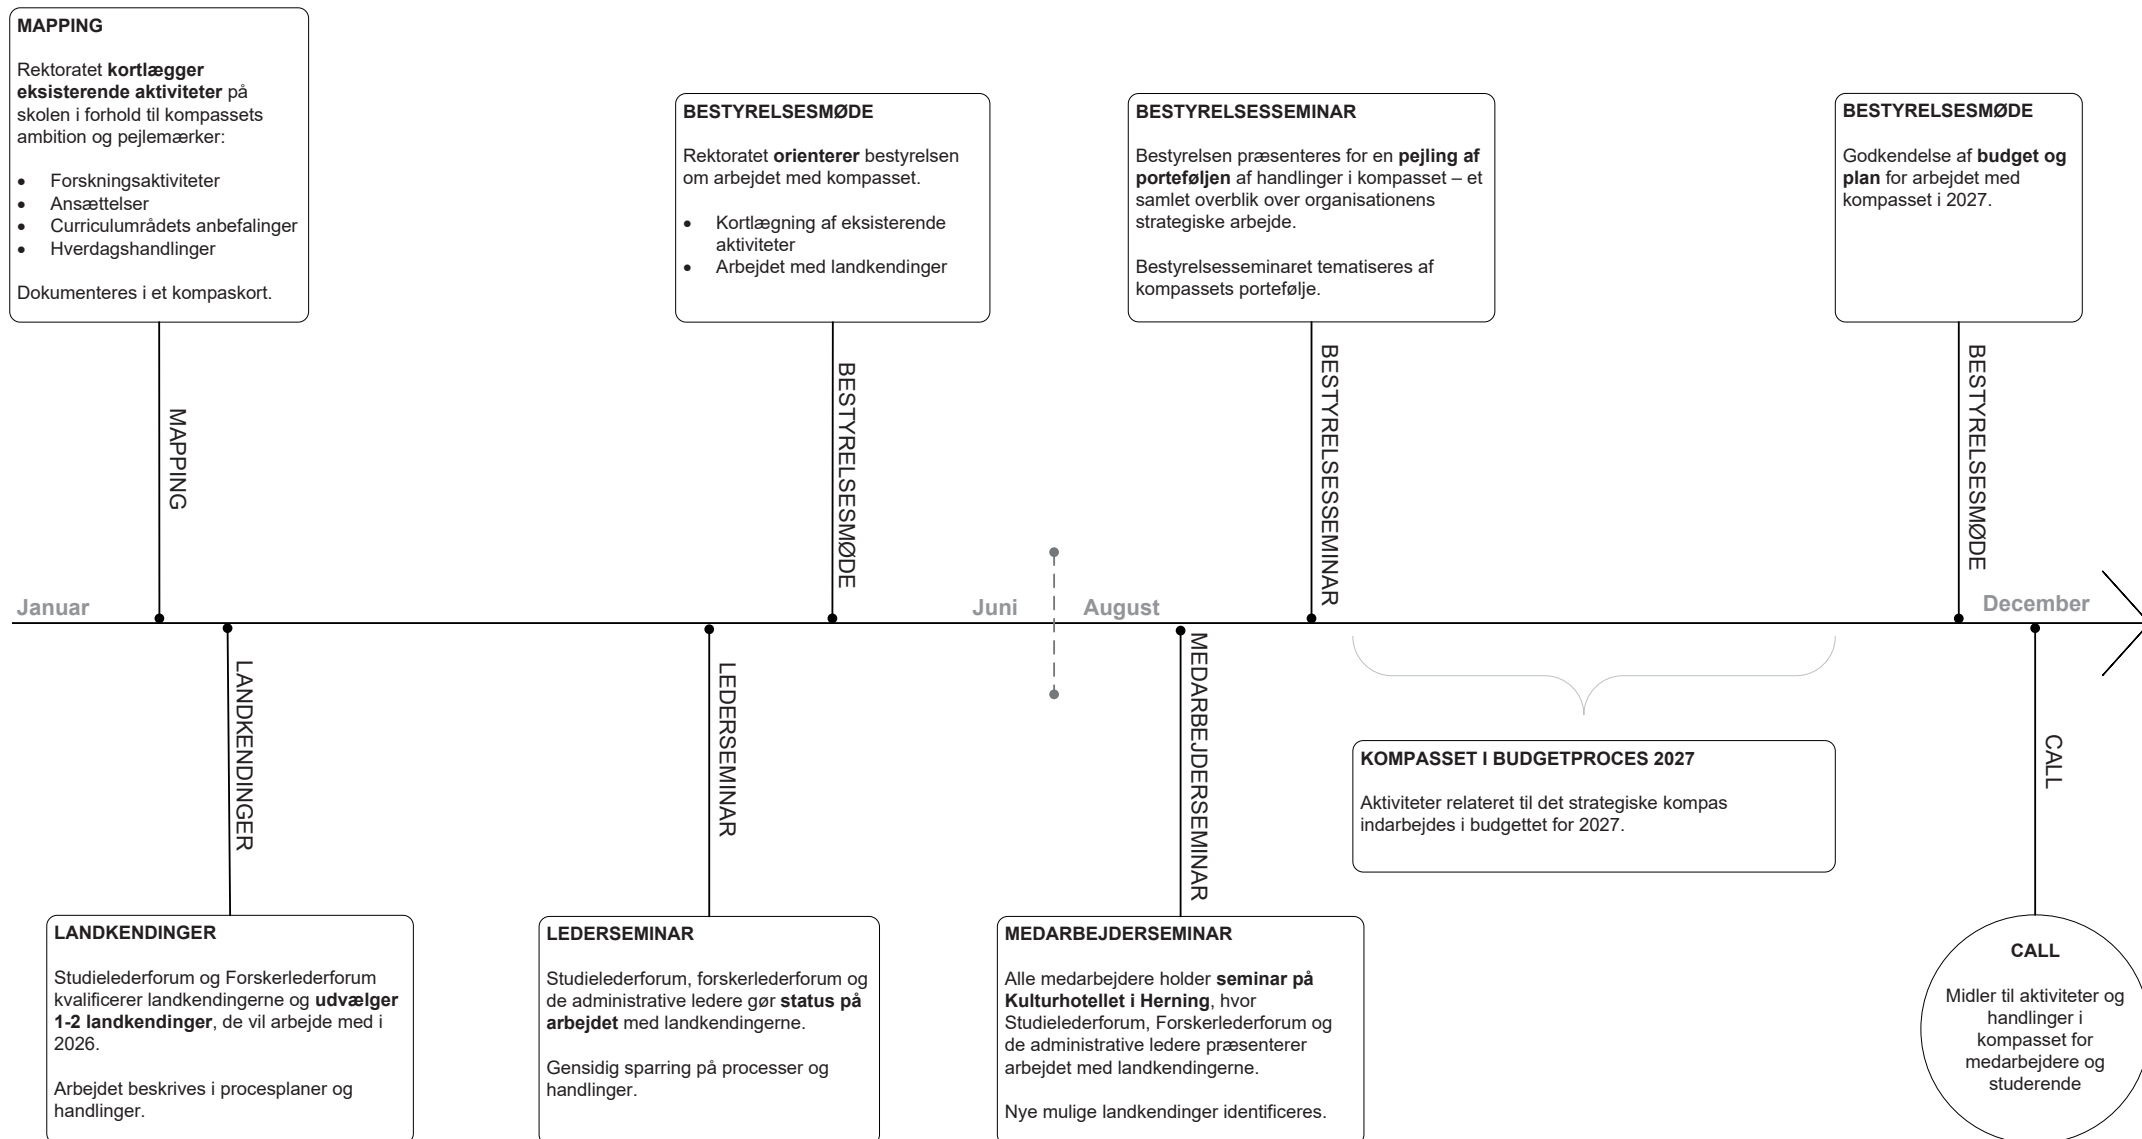 MAPPING
Rektoratet kortlægger
eksisterende aktiviteter på
skolen i forhold til kompassets
ambition og pejlemærker:
• Forskningsaktiviteter
• Ansættelser
• Curriculumrådets anbefalinger
• Hverdagshandlinger
Dokumenteres i et kompaskort.
BESTYRELSESMØDE
Rektoratet orienterer bestyrelsen
om arbejdet med kompasset.
• Kortlægning af eksisterende
aktiviteter
• Arbejdet med landkendinger
BESTYRELSESSEMINAR
Bestyrelsen præsenteres for en pejling af
porteføljen af handlinger i kompasset – et
samlet overblik over organisationens
strategiske arbejde.
Bestyrelsesseminaret tematiseres af
kompassets portefølje.
BESTYRELSESMØDE
Godkendelse af budget og
plan for arbejdet med
kompasset i 2027.
MAPPING
BESTYRELSESMØDE
BESTYRELSESSEMINAR
BESTYRELSESMØDE
Januar
Juni
August
December
LANDKENDINGER
LEDERSEMINAR
MEDARBEJDERSEMINAR
CALL
KOMPASSET I BUDGETPROCES 2027
Aktiviteter relateret til det strategiske kompas
indarbejdes i budgettet for 2027.
LANDKENDINGER
Studielederforum og Forskerlederforum
kvalificerer landkendingerne og udvælger
1-2 landkendinger, de vil arbejde med i
2026.
Arbejdet beskrives i procesplaner og
handlinger.
LEDERSEMINAR
Studielederforum, forskerlederforum og
de administrative ledere gør status på
arbejdet med landkendingerne.
Gensidig sparring på processer og
handlinger.
MEDARBEJDERSEMINAR
Alle medarbejdere holder seminar på
Kulturhotellet i Herning, hvor
Studielederforum, Forskerlederforum og
de administrative ledere præsenterer
arbejdet med landkendingerne.
Nye mulige landkendinger identificeres.
CALL
Midler til aktiviteter og
handlinger i
kompasset for
medarbejdere og
studerende